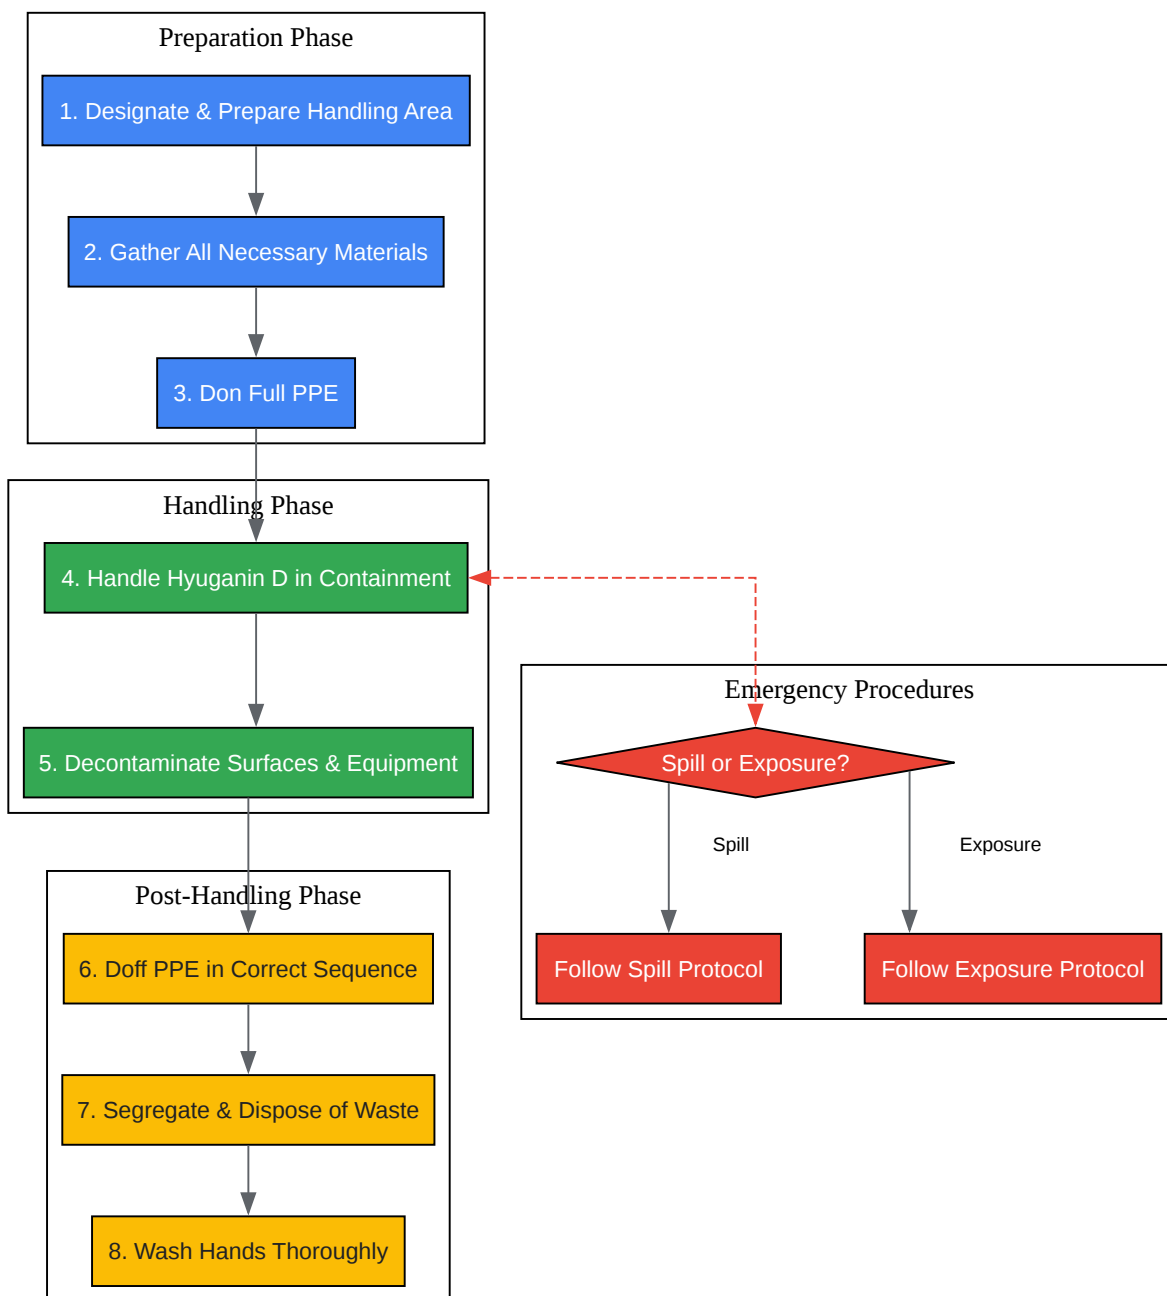 Preparation Phase
1. Designate & Prepare Handling Area
2. Gather All Necessary Materials
3. Don Full PPE
Handling Phase
4. Handle Hyuganin D in Containment
5. Decontaminate Surfaces & Equipment
Emergency Procedures
Spill or Exposure?
Spill
Exposure
Follow Spill Protocol
Follow Exposure Protocol
Post-Handling Phase
6. Doff PPE in Correct Sequence
7. Segregate & Dispose of Waste
8. Wash Hands Thoroughly